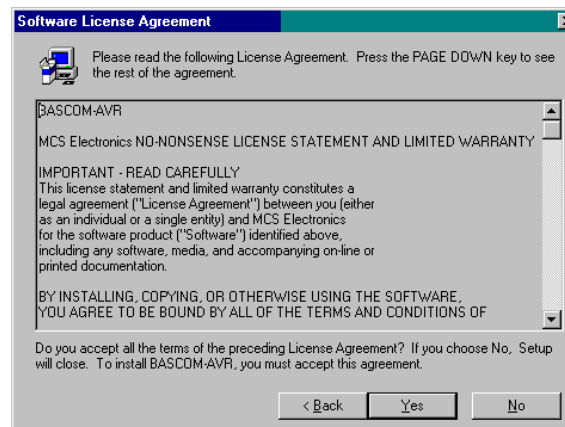 Software License Agreement
Please read the following License Agreement. Press the PAGE DOWN key to see
the rest of the agreement.
BASCOM-AVR
MCS Electronics NO-NONSENSE LICENSE STATEMENT AND LIMITED WARRANTY
IMPORTANT - READ CAREFULLY
This license statement and limited warranty constitutes a
legal agreement ("License Agreement") between you (either
as an individual or a single entity) and MCS Electronics
for the software product ("Software") identified above,
including any software, media, and accompanying on-line or
printed documentation.
BY INSTALLING, COPYING, OR OTHERWISE USING THE SOFTWARE,
YOU AGREE TO BE BOUND BY ALL OF THE TERMS AND CONDITIONS OF
Do you accept all the terms of the preceding License Agreement? If you choose No, Setup
will close. To install BASCOM-AVR, you must accept this agreement.
< Back Yes No